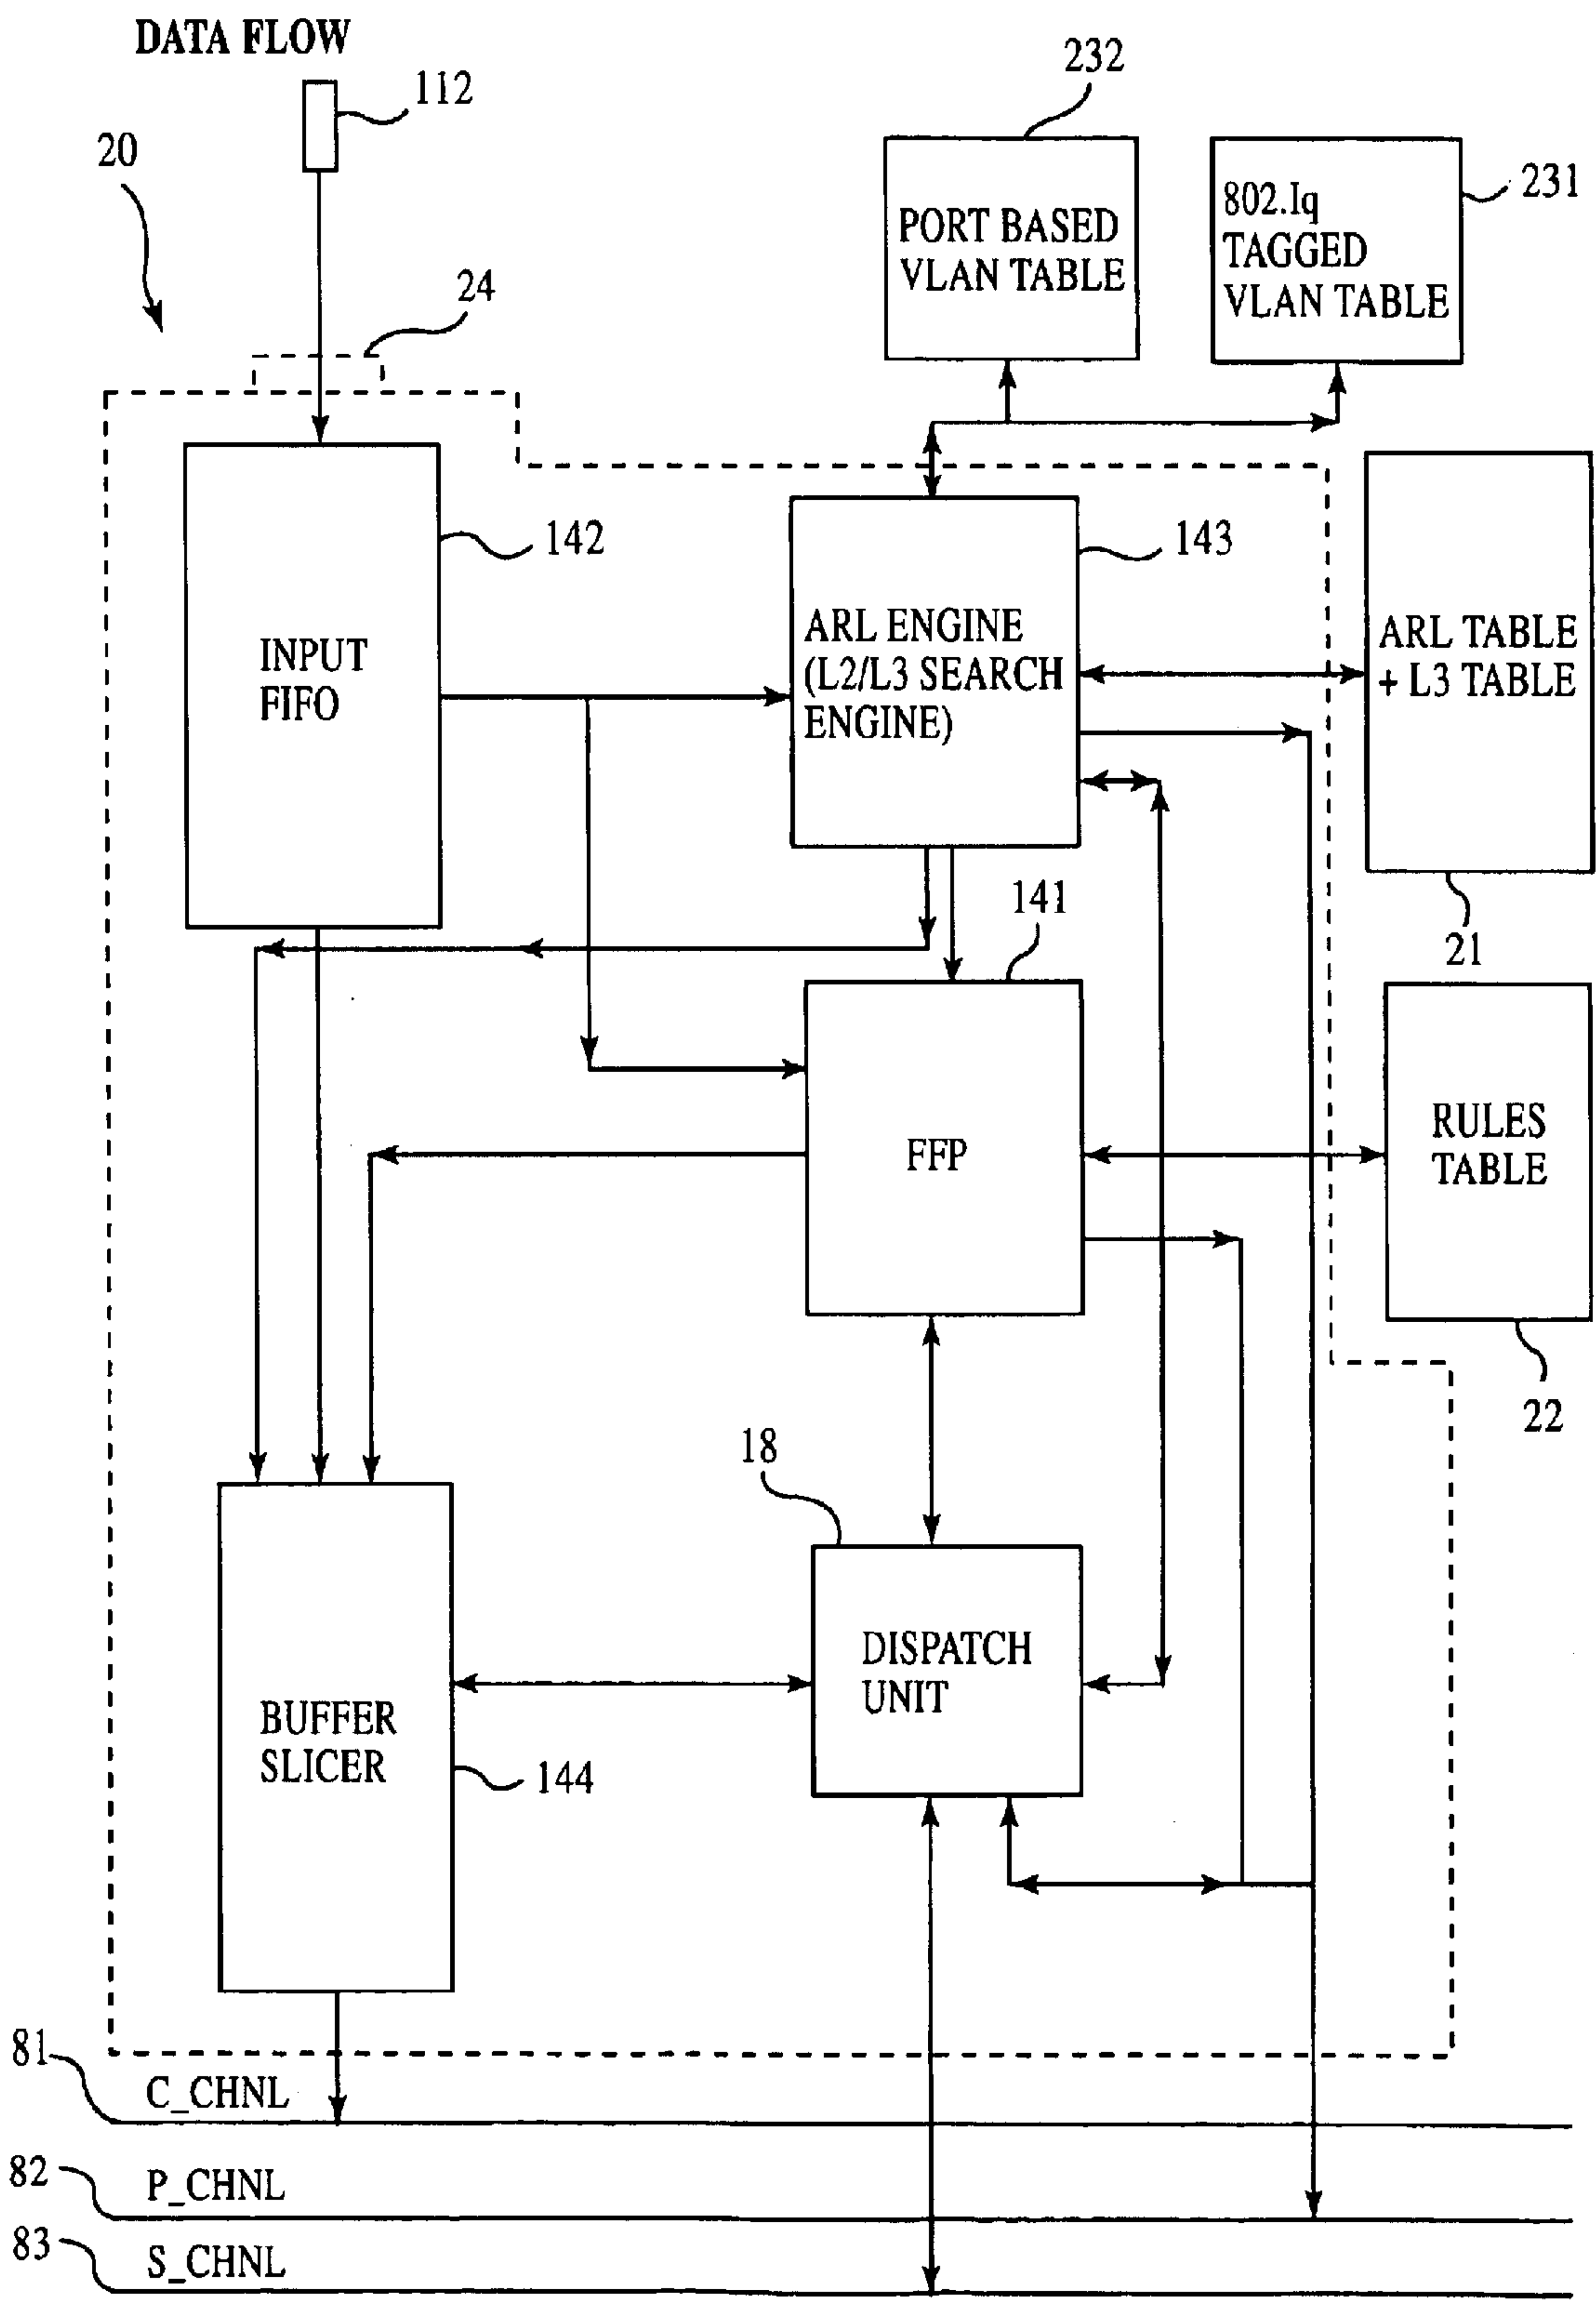 DATA FLOW
112
20
24
232
231
PORT BASED
VLAN TABLE
802.Iq
TAGGED
VLAN TABLE
142
143
INPUT
FIFO
ARL ENGINE
(L2/L3 SEARCH
ENGINE)
ARL TABLE
+ L3 TABLE
21
141
FFP
RULES
TABLE
22
18
DISPATCH
UNIT
BUFFER
SLICER
144
81
C_CHNL
82
P_CHNL
83
S_CHNL